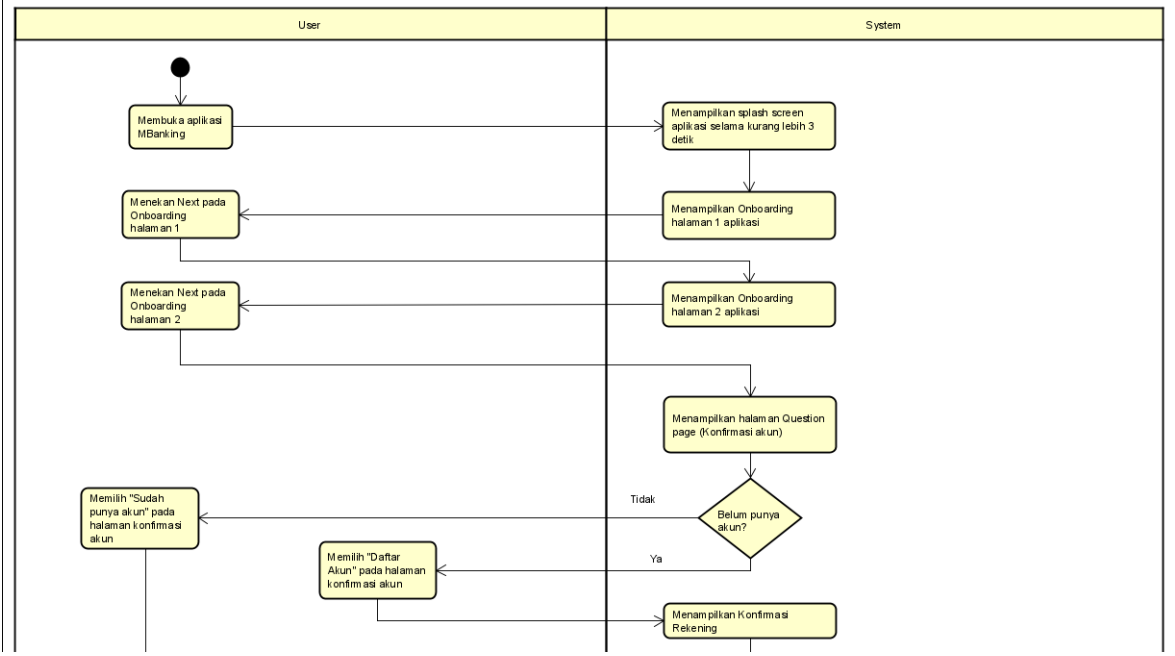 User
System
Membuka aplikasi
MBanking
Menampilkan splash screen
aplikasi selama kurang lebih 3
detik
Menekan Next pada
Onboarding
halaman 1
Menampilkan Onboarding
halaman 1 aplikasi
Menekan Next pada
Onboarding
halaman 2
Menampilkan Onboarding
halaman 2 aplikasi
Menampilkan halaman Question
page (Konfirmasi akun)
Memilih "Sudah
punya akun" pada
halaman konfirmasi
akun
Tidak
Belum punya
akun?
Memilih "Daftar
Akun" pada halaman
konfirmasi akun
Ya
Menampilkan Konfirmasi
Rekening